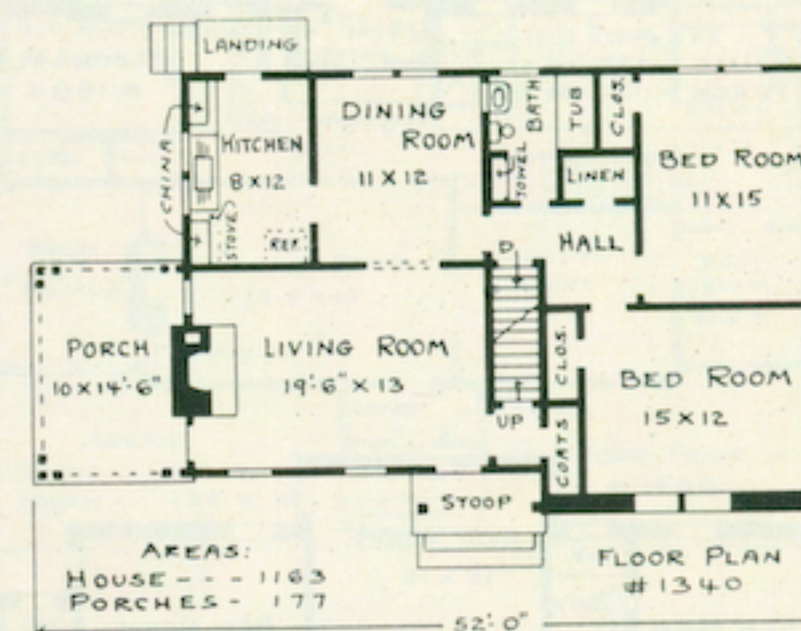 LANDING
CHINA
KITCHEN
8 X 12
STOVE
REF.
DINING
ROOM
11 X 12
BATH
TOWEL
TUB
CLOS.
LINEN
BED ROOM
11 X 15
HALL
D
PORCH
10 X 14'-6"
LIVING ROOM
19'-6" X 13
UP
CLOS.
COATS
BED ROOM
15 X 12
STOOP
AREAS:
HOUSE - - - 1163
PORCHES - 177
FLOOR PLAN
#1340
52'-0"